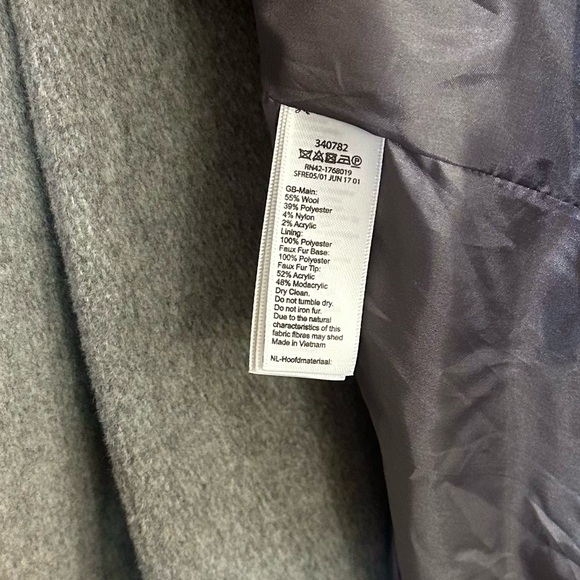 340782
RN42-1768019
SFRE05/01 JUN 17 01
GB-Main:
55% Wool
39% Polyester
4% Nylon
2% Acrylic
Lining:
100% Polyester
Faux Fur Base:
100% Polyester
Faux Fur Tip:
52% Acrylic
48% Modacrylic
Dry Clean.
Do not tumble dry.
Do not iron fur.
Due to the natural
characteristics of this
fabric fibres may shed
Made in Vietnam
NL-Hoofdmateriaal: